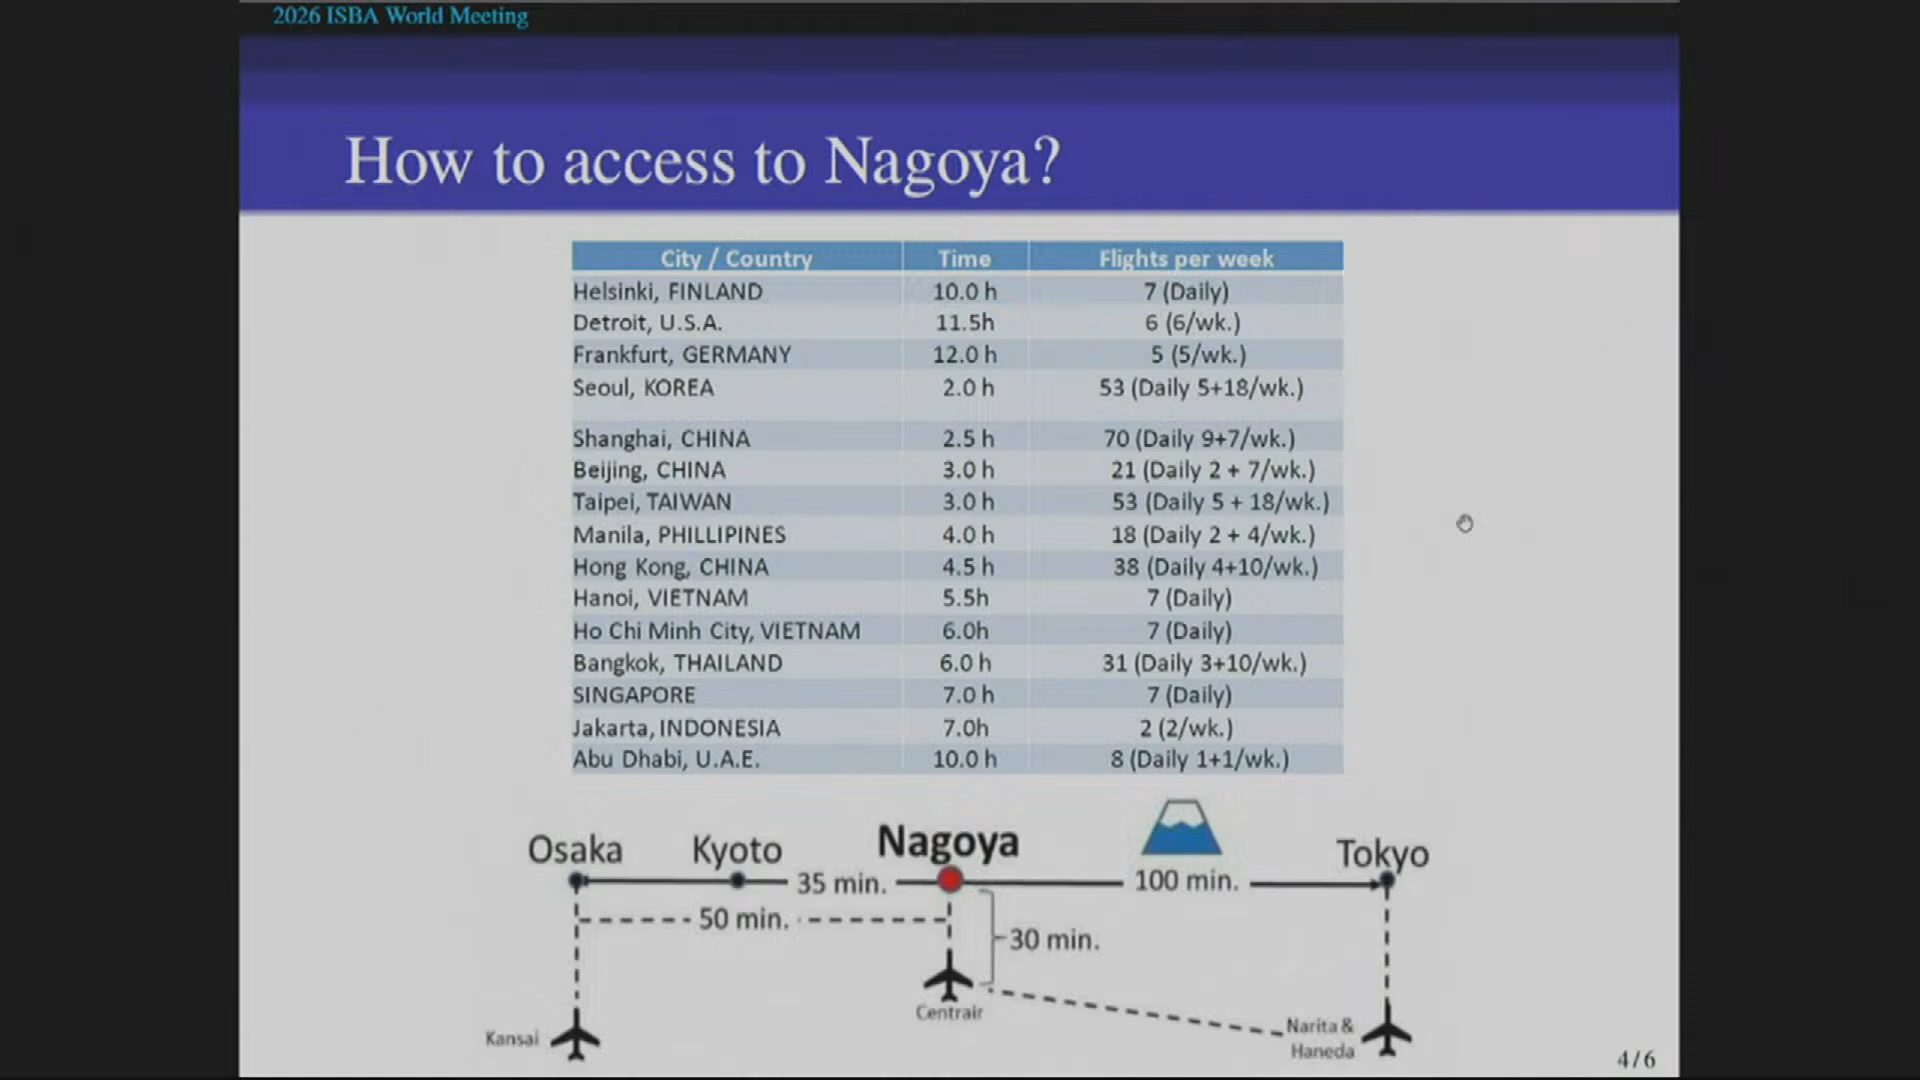 2026 ISBA World Meeting
How to access to Nagoya?
City / Country Time Flights per week
Helsinki, FINLAND 10.0 h 7 (Daily)
Detroit, U.S.A. 11.5h 6 (6/wk.)
Frankfurt, GERMANY 12.0 h 5 (5/wk.)
Seoul, KOREA 2.0 h 53 (Daily 5+18/wk.)
Shanghai, CHINA 2.5 h 70 (Daily 9+7/wk.)
Beijing, CHINA 3.0 h 21 (Daily 2 + 7/wk.)
Taipei, TAIWAN 3.0 h 53 (Daily 5 + 18/wk.)
Manila, PHILLIPINES 4.0 h 18 (Daily 2 + 4/wk.)
Hong Kong, CHINA 4.5 h 38 (Daily 4+10/wk.)
Hanoi, VIETNAM 5.5h 7 (Daily)
Ho Chi Minh City, VIETNAM 6.0h 7 (Daily)
Bangkok, THAILAND 6.0 h 31 (Daily 3+10/wk.)
SINGAPORE 7.0 h 7 (Daily)
Jakarta, INDONESIA 7.0h 2 (2/wk.)
Abu Dhabi, U.A.E. 10.0 h 8 (Daily 1+1/wk.)
Osaka Kyoto Nagoya Tokyo
35 min. 100 min.
50 min.
30 min.
Centrair
Kansai
Narita &
Haneda
4/6